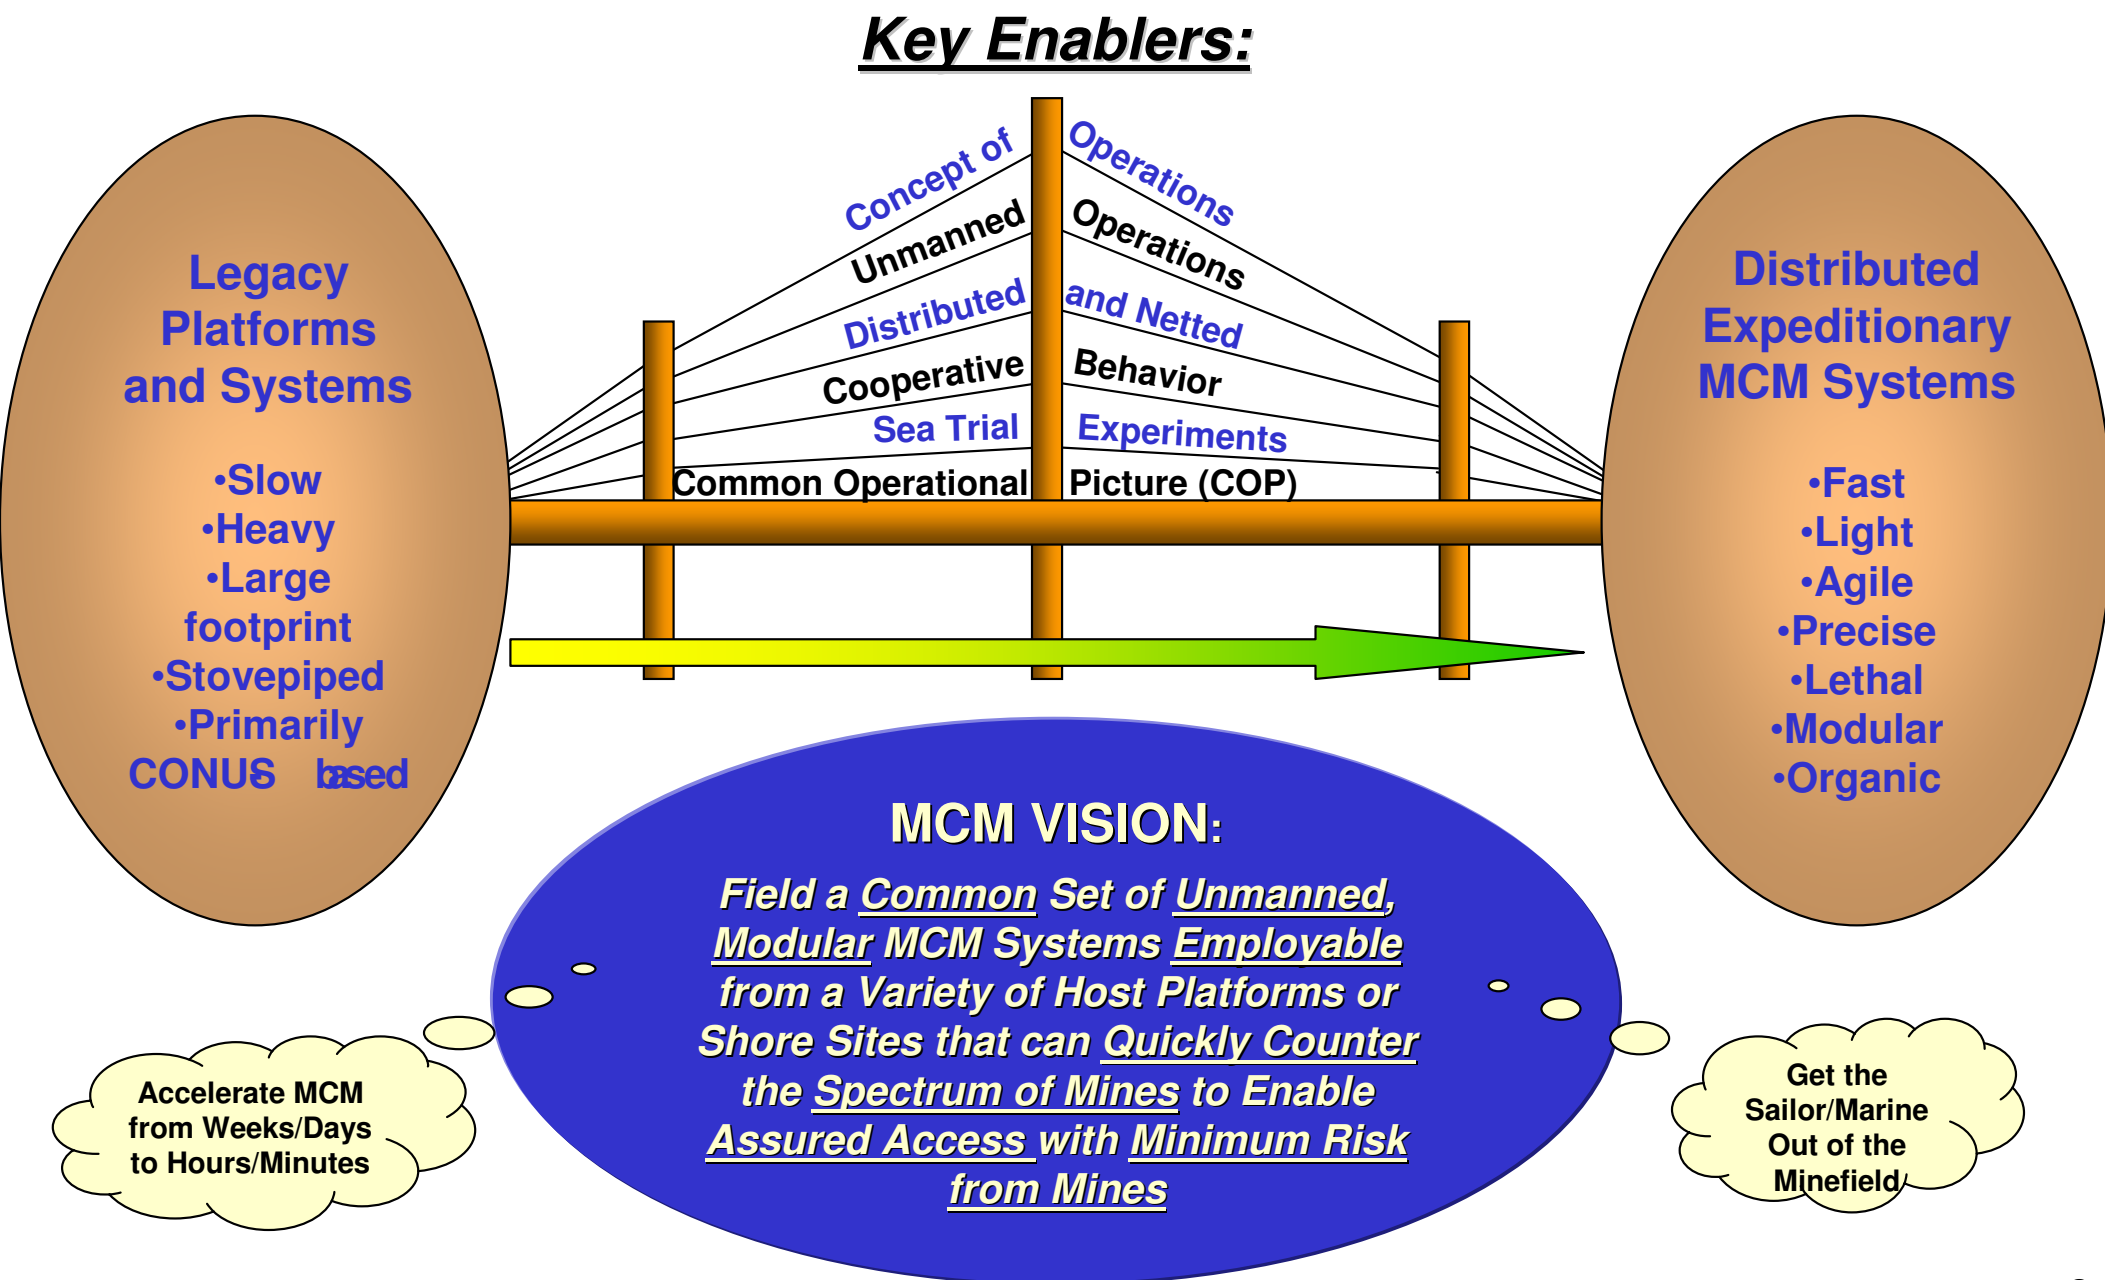 Key Enablers:
Concept of Operations
Unmanned Operations
Distributed and Netted
Cooperative Behavior
Sea Trial Experiments
Common Operational Picture (COP)
Legacy
Platforms
and Systems
•Slow
•Heavy
•Large
footprint
•Stovepiped
•Primarily
CONUS-based
Distributed
Expeditionary
MCM Systems
•Fast
•Light
•Agile
•Precise
•Lethal
•Modular
•Organic
MCM VISION:
Field a Common Set of Unmanned,
Modular MCM Systems Employable
from a Variety of Host Platforms or
Shore Sites that can Quickly Counter
the Spectrum of Mines to Enable
Assured Access with Minimum Risk
from Mines
Accelerate MCM
from Weeks/Days
to Hours/Minutes
Get the
Sailor/Marine
Out of the
Minefield